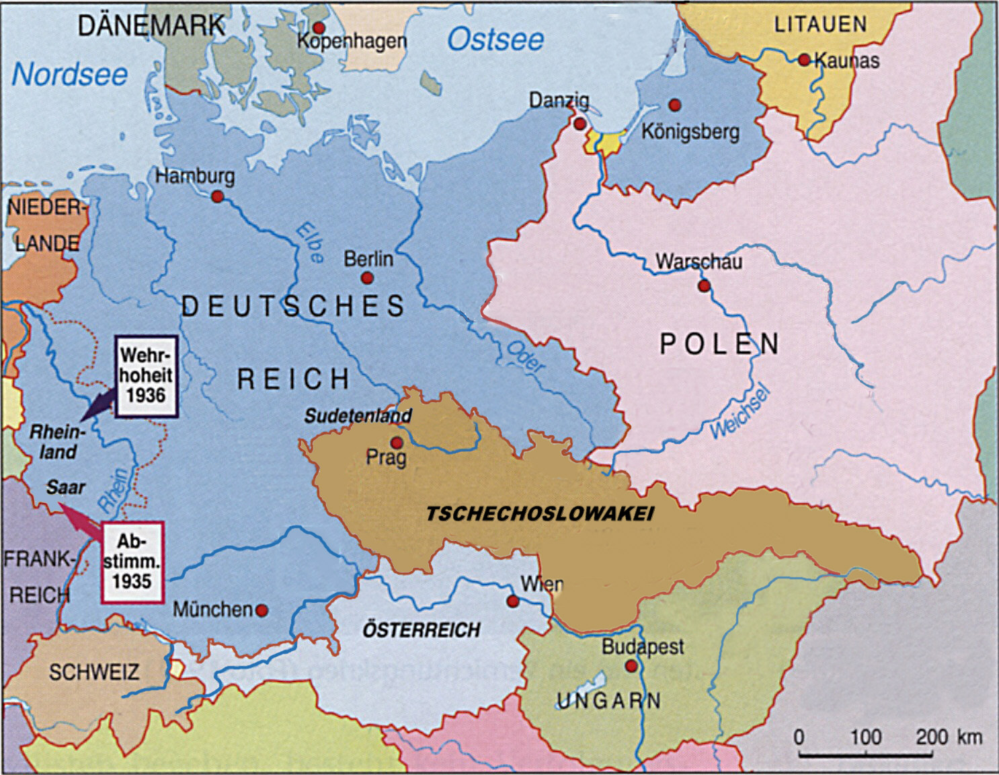 DÄNEMARK
Kopenhagen
Ostsee
LITAUEN
Kaunas
Nordsee
Danzig
Königsberg
Hamburg
NIEDER-
LANDE
Elbe
Berlin
Warschau
DEUTSCHES
REICH
POLEN
Oder
Weichsel
Wehr-
hoheit
1936
Rhein-
land
Saar
Rhein
Sudetenland
Prag
TSCHECHOSLOWAKEI
FRANK-
REICH
Ab-
stimm.
1935
München
Wien
ÖSTERREICH
Budapest
UNGARN
SCHWEIZ
0 100 200 km